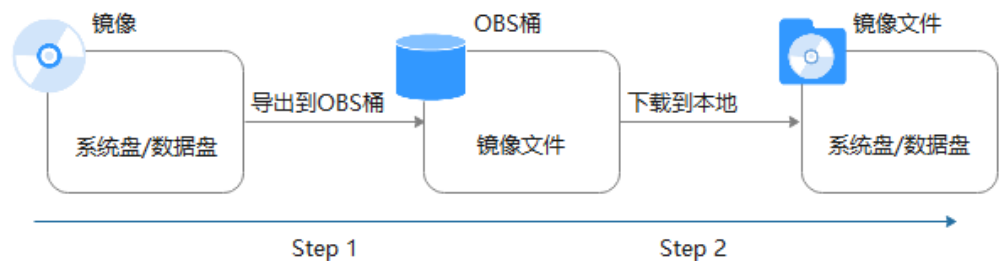 镜像
OBS桶
镜像文件
导出到OBS桶
下载到本地
系统盘/数据盘
镜像文件
系统盘/数据盘
Step 1
Step 2